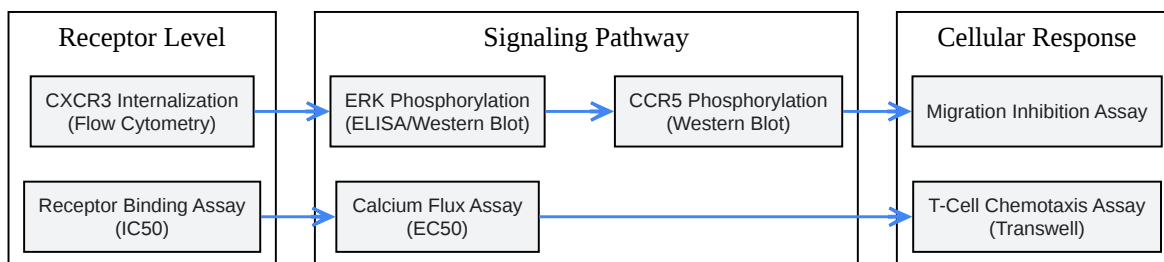 Receptor Level
CXCR3 Internalization
(Flow Cytometry)
Receptor Binding Assay
(IC50)
Signaling Pathway
ERK Phosphorylation
(ELISA/Western Blot)
CCR5 Phosphorylation
(Western Blot)
Calcium Flux Assay
(EC50)
Cellular Response
Migration Inhibition Assay
T-Cell Chemotaxis Assay
(Transwell)